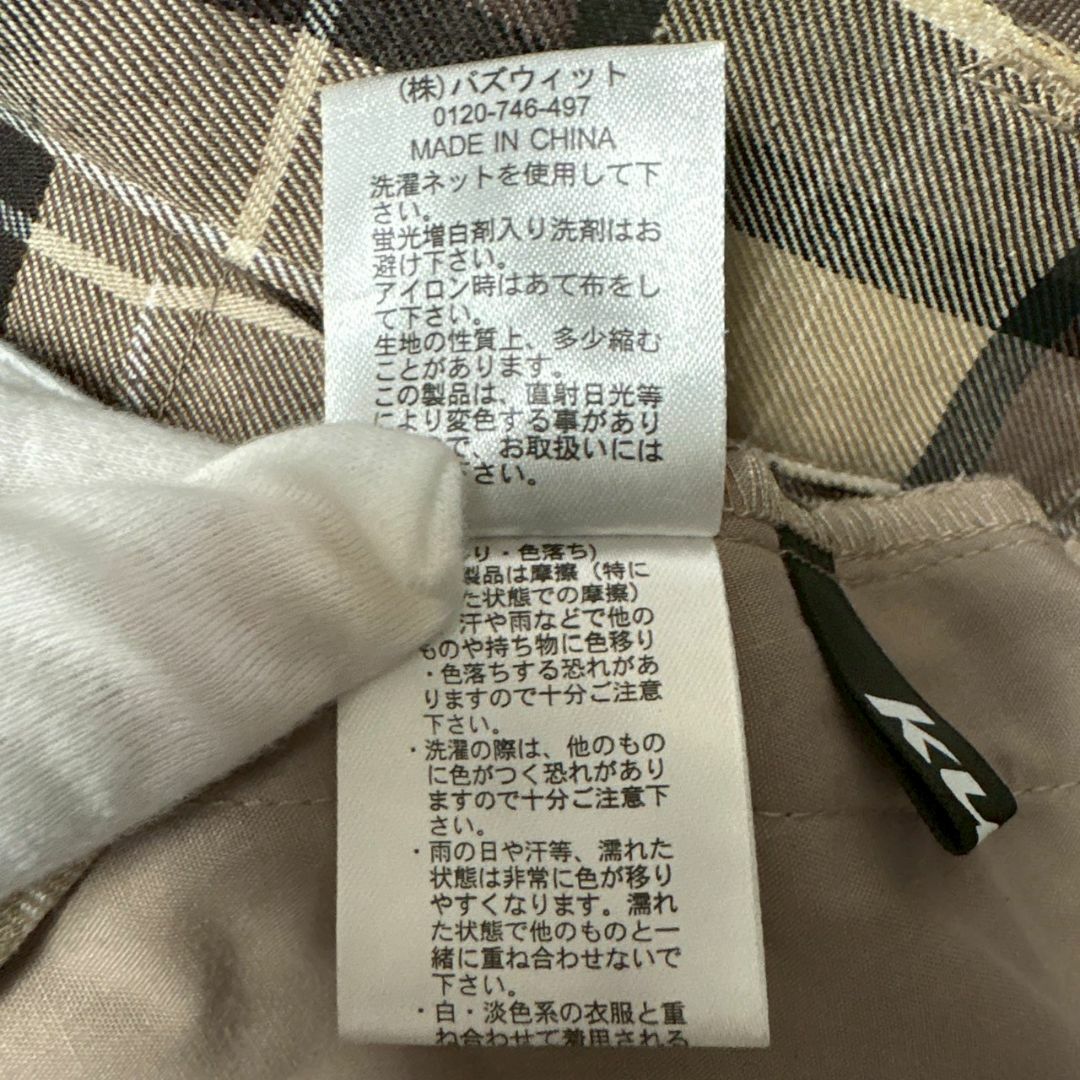 (株)バズウィット
0120-746-497
MADE IN CHINA
洗濯ネットを使用して下
さい。
蛍光増白剤入り洗剤はお
避け下さい。
アイロン時はあて布をし
て下さい。
生地の性質上、多少縮む
ことがあります。
この製品は、直射日光等
により変色する事があり
で、お取扱いには
さい。
り・色落ち)
製品は摩擦（特に
た状態での摩擦）
汗や雨などで他の
ものや持ち物に色移り
・色落ちする恐れがあ
りますので十分ご注意
下さい。
・洗濯の際は、他のもの
に色がつく恐れがあり
ますので十分ご注意下
さい。
・雨の日や汗等、濡れた
状態は非常に色が移り
やすくなります。濡れ
た状態で他のものと一
緒に重ね合わせないで
下さい。
・白・淡色系の衣服と重
ね合わせて着用される